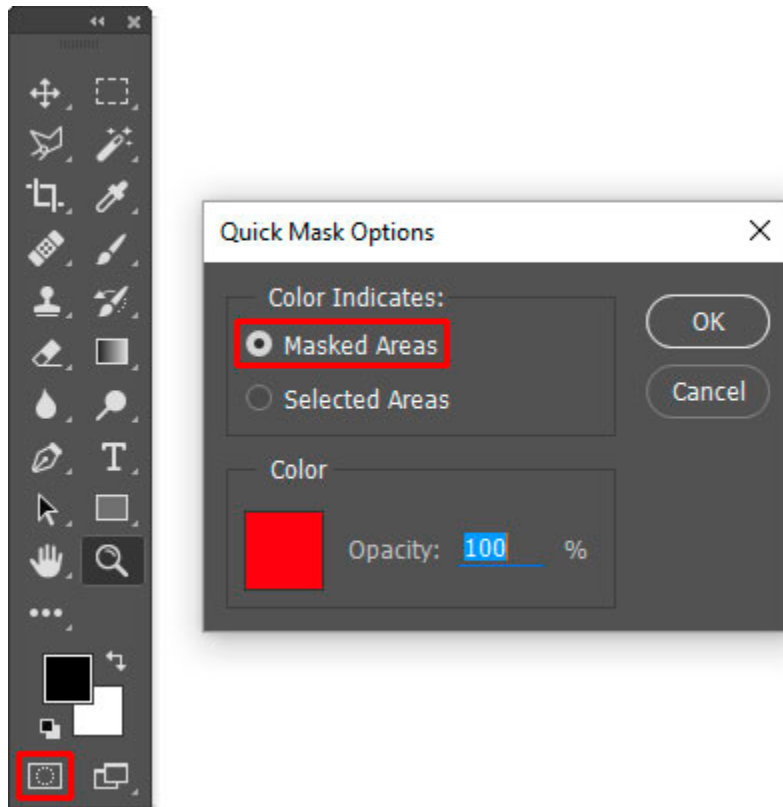 Quick Mask Options
Color Indicates:
Masked Areas
Selected Areas
OK
Cancel
Color
Opacity: 100 %
T